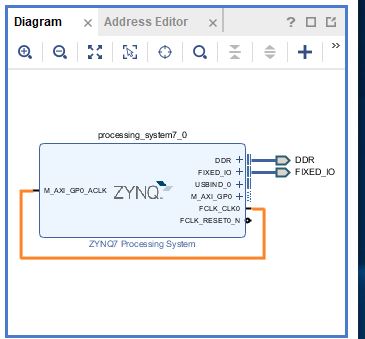 Diagram
Address Editor
processing_system7_0
DDR
FIXED_IO
USBIND_0
M_AXI_GP0
FCLK_CLK0
FCLK_RESET0_N
M_AXI_GP0_ACLK
ZYNQ
DDR
FIXED_IO
ZYNQ7 Processing System